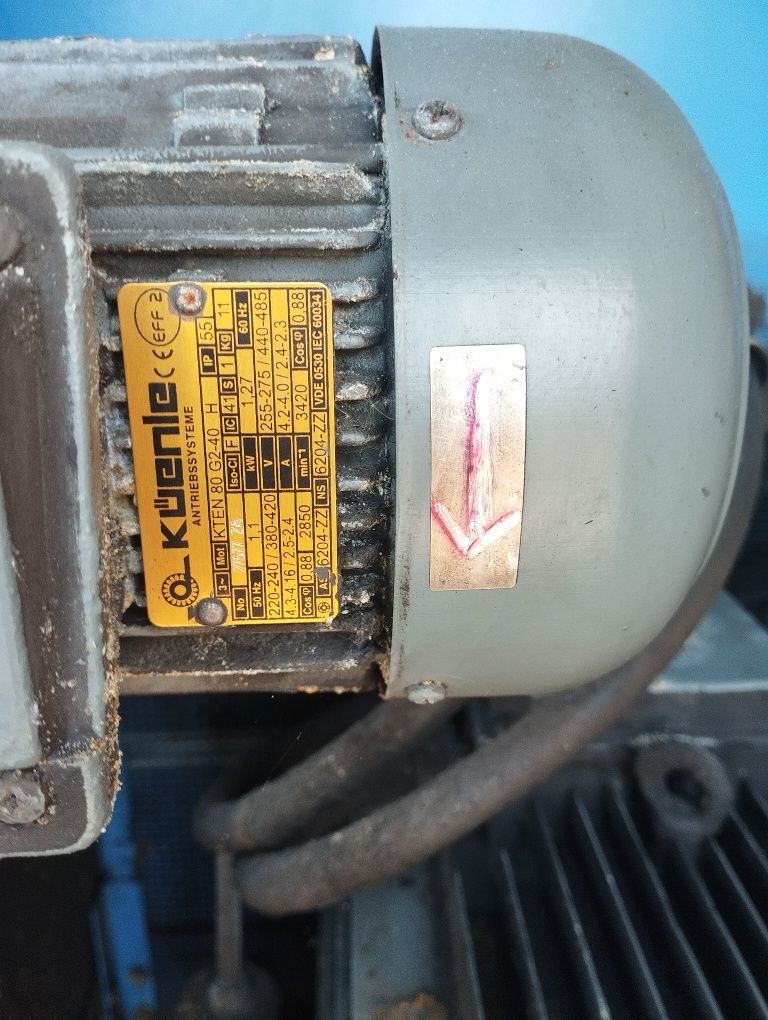 KÜENLE CE EFF 2
ANTRIEBSSYSTEME
3~ Mot KTEN 80 G2-40 H IP 55
No Iso-Cl F IC 41 S 1 Kg 11
50 Hz 1,1 kW 1,27 60 Hz
220-240 / 380-420 V 255-275 / 440-485
4.3-4.16 / 2.5-2.4 A 4.2-4.0 / 2.4-2.3
Cosφ 0,88 2850 min⁻¹ 3420 Cosφ 0,88
AS 6204-ZZ NS 6204-ZZ VDE 0530 IEC 60034